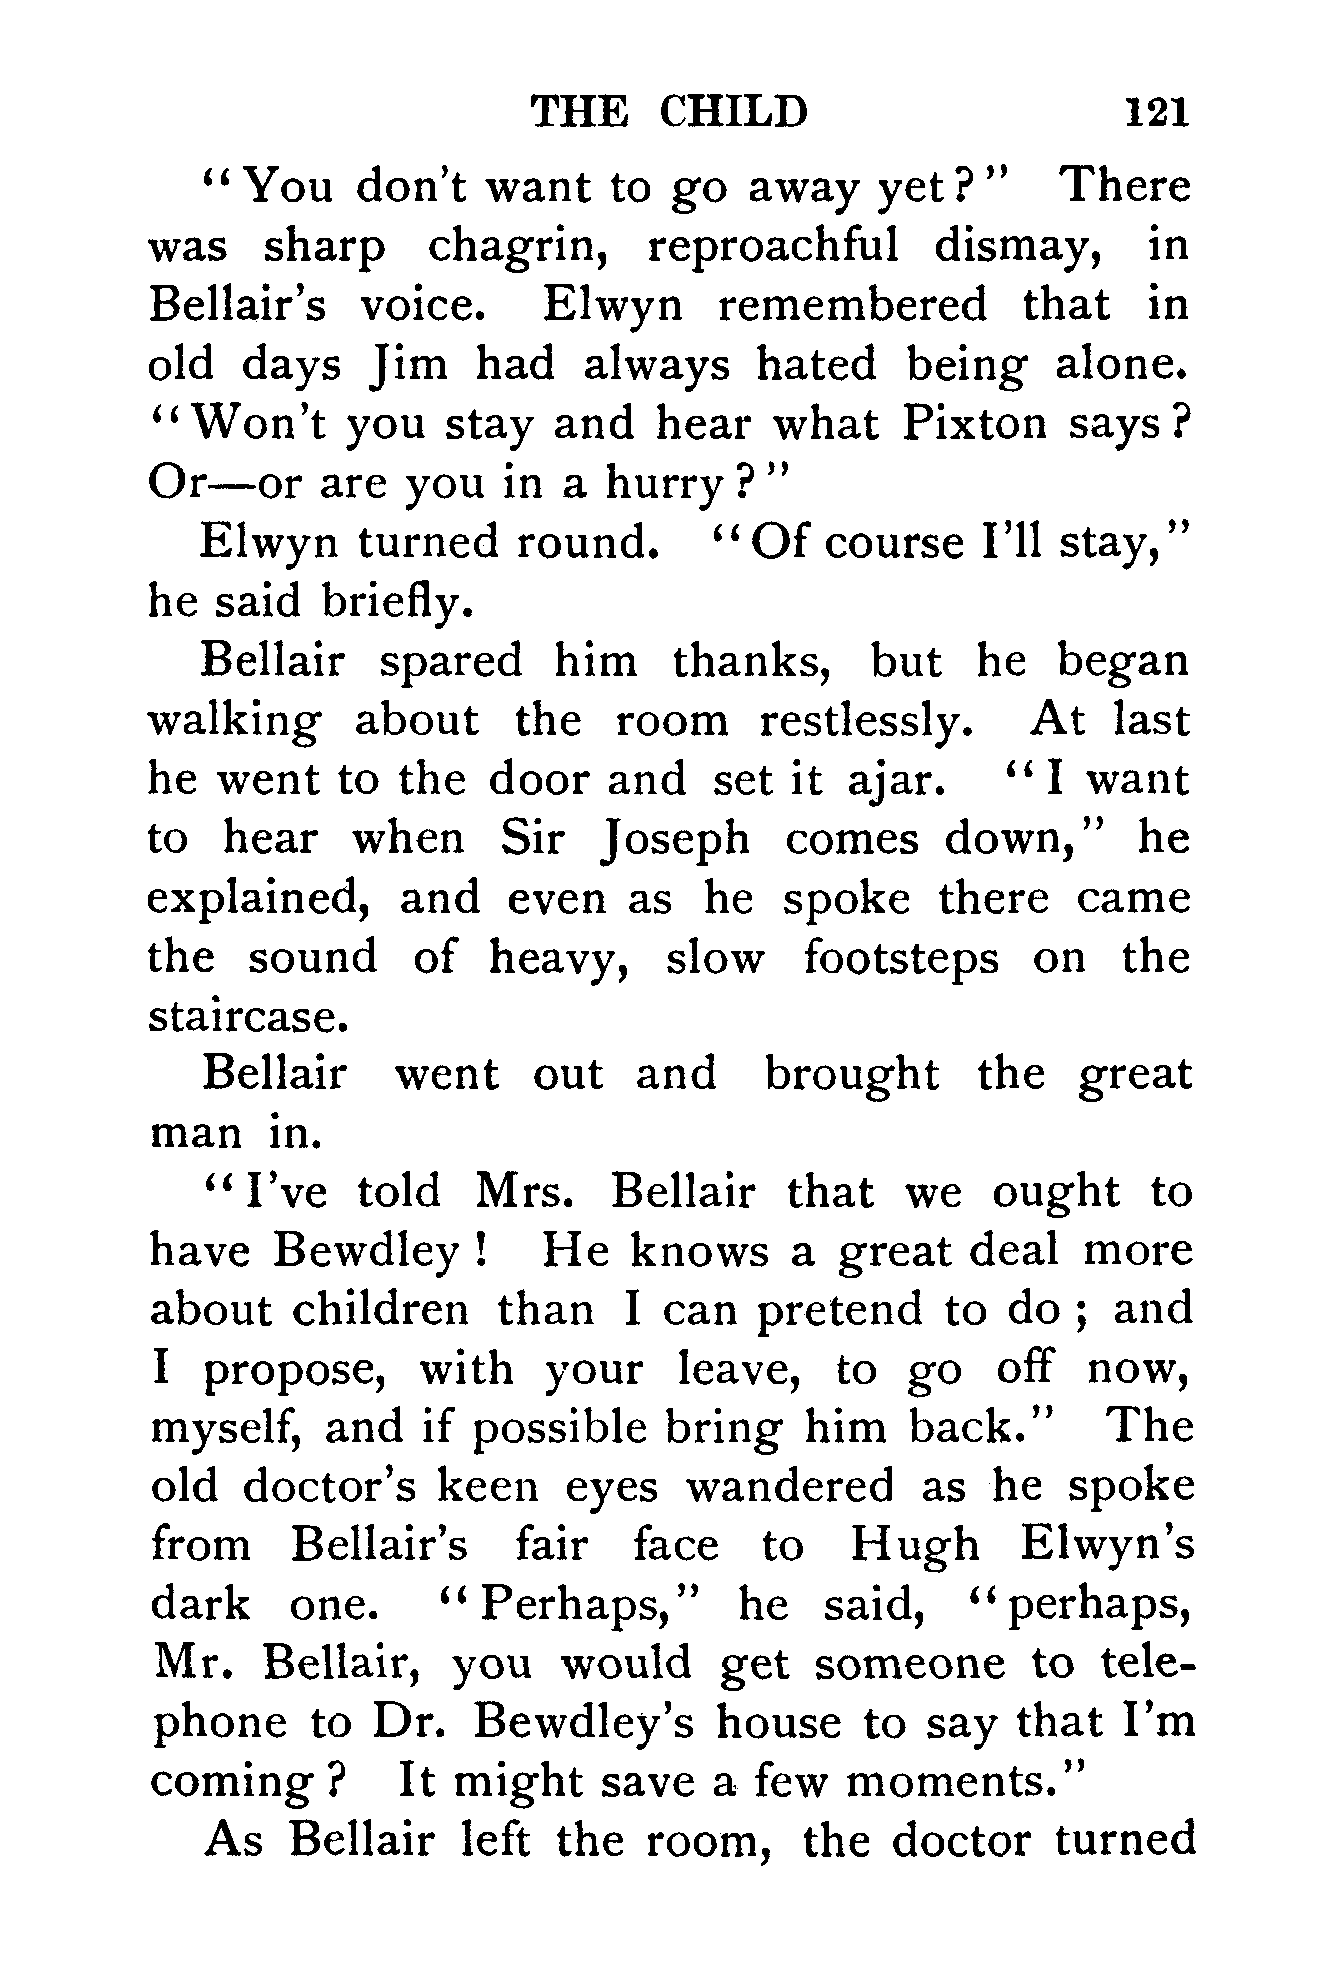 THE CHILD 121
“You don't want to go away yet?” There
was sharp chagrin, reproachful dismay, in
Bellair's voice. Elwyn remembered that in
old days Jim had always hated being alone.
“Won't you stay and hear what Pixton says?
Or—or are you in a hurry?”
Elwyn turned round. “Of course I'll stay,”
he said briefly.
Bellair spared him thanks, but he began
walking about the room restlessly. At last
he went to the door and set it ajar. “I want
to hear when Sir Joseph comes down,” he
explained, and even as he spoke there came
the sound of heavy, slow footsteps on the
staircase.
Bellair went out and brought the great
man in.
“I've told Mrs. Bellair that we ought to
have Bewdley! He knows a great deal more
about children than I can pretend to do; and
I propose, with your leave, to go off now,
myself, and if possible bring him back.” The
old doctor's keen eyes wandered as he spoke
from Bellair's fair face to Hugh Elwyn's
dark one. “Perhaps,” he said, “perhaps,
Mr. Bellair, you would get someone to tele-
phone to Dr. Bewdley's house to say that I'm
coming? It might save a few moments.”
As Bellair left the room, the doctor turned